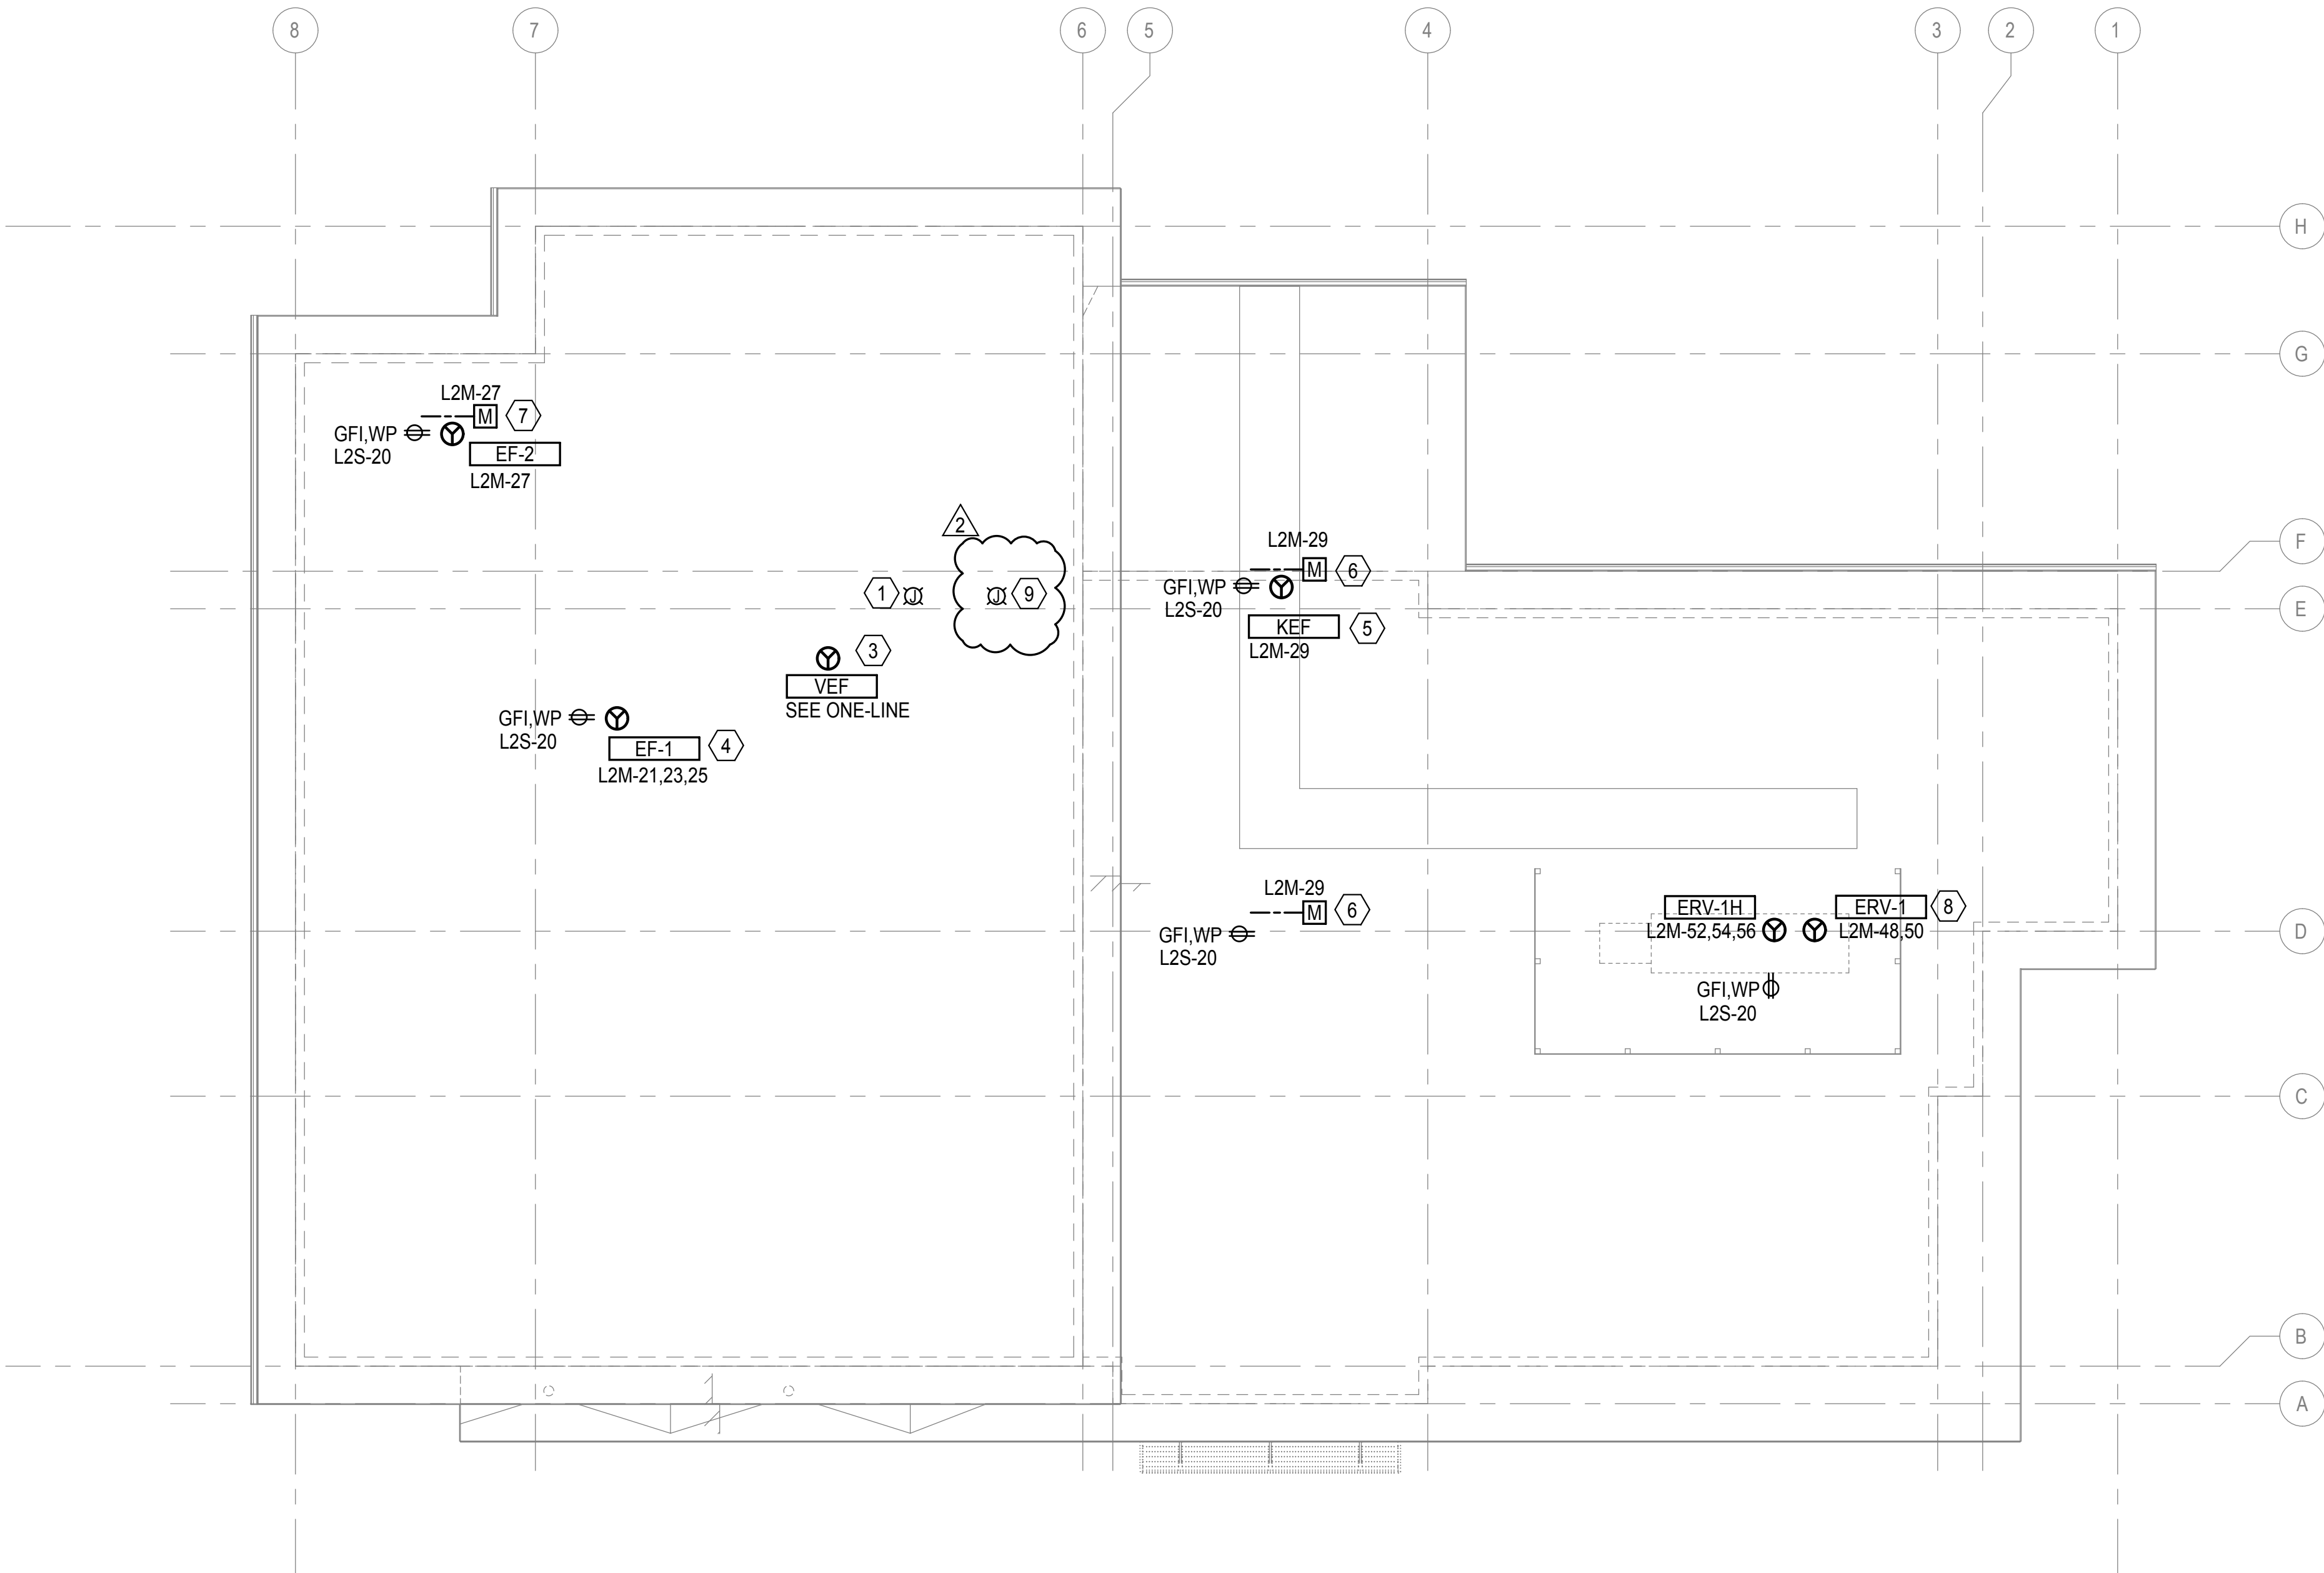 8
7
6
5
4
3
2
1
H
G
L2M-27
M
7
GFI,WP
L2S-20
EF-2
L2M-27
2
F
L2M-29
M
6
1
J
J
9
GFI,WP
L2S-20
E
KEF
5
L2M-29
3
VEF
SEE ONE-LINE
GFI,WP
L2S-20
EF-1
4
L2M-21,23,25
L2M-29
M
6
GFI,WP
L2S-20
ERV-1H
L2M-52,54,56
ERV-1
8
L2M-48,50
D
GFI,WP
L2S-20
C
B
A